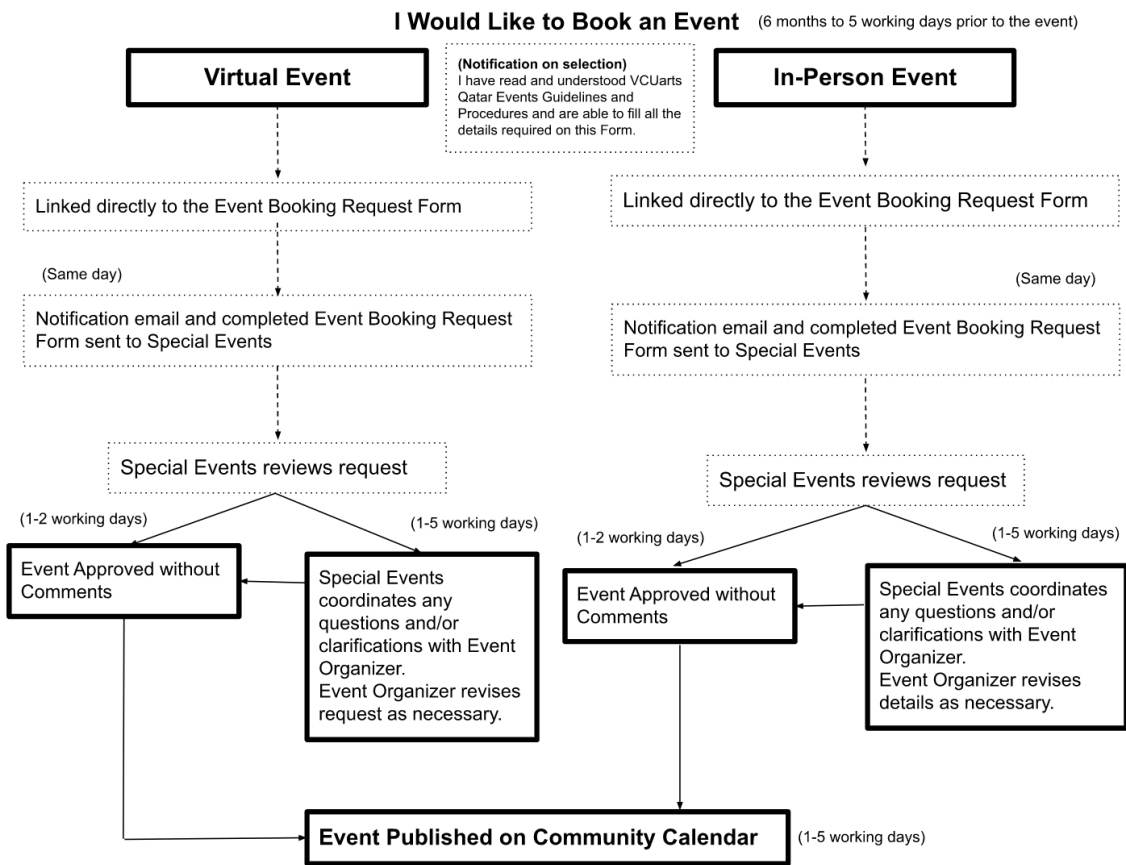 I Would Like to Book an Event (6 months to 5 working days prior to the event)
Virtual Event
(Notification on selection)
I have read and understood VCUarts
Qatar Events Guidelines and
Procedures and are able to fill all the
details required on this Form.
In-Person Event
Linked directly to the Event Booking Request Form
Linked directly to the Event Booking Request Form
(Same day)
(Same day)
Notification email and completed Event Booking Request
Form sent to Special Events
Notification email and completed Event Booking Request
Form sent to Special Events
Special Events reviews request
Special Events reviews request
(1-2 working days)
(1-5 working days)
(1-2 working days)
(1-5 working days)
Event Approved without
Comments
Special Events
coordinates any
questions and/or
clarifications with Event
Organizer.
Event Organizer revises
request as necessary.
Event Approved without
Comments
Special Events coordinates
any questions and/or
clarifications with Event
Organizer.
Event Organizer revises
details as necessary.
Event Published on Community Calendar (1-5 working days)